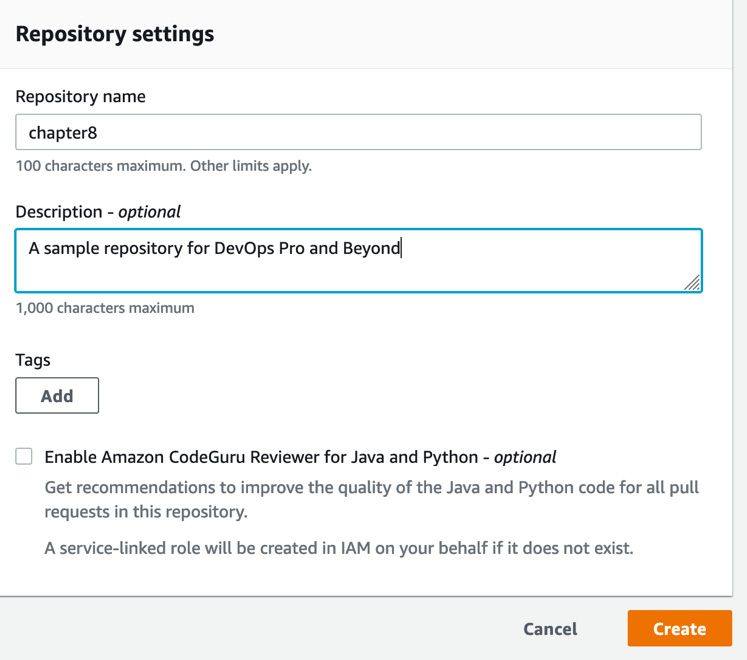 Repository settings
Repository name
chapter8
100 characters maximum. Other limits apply.
Description - optional
A sample repository for DevOps Pro and Beyond
1,000 characters maximum
Tags
Add
Enable Amazon CodeGuru Reviewer for Java and Python - optional
Get recommendations to improve the quality of the Java and Python code for all pull
requests in this repository.
A service-linked role will be created in IAM on your behalf if it does not exist.
Cancel
Create